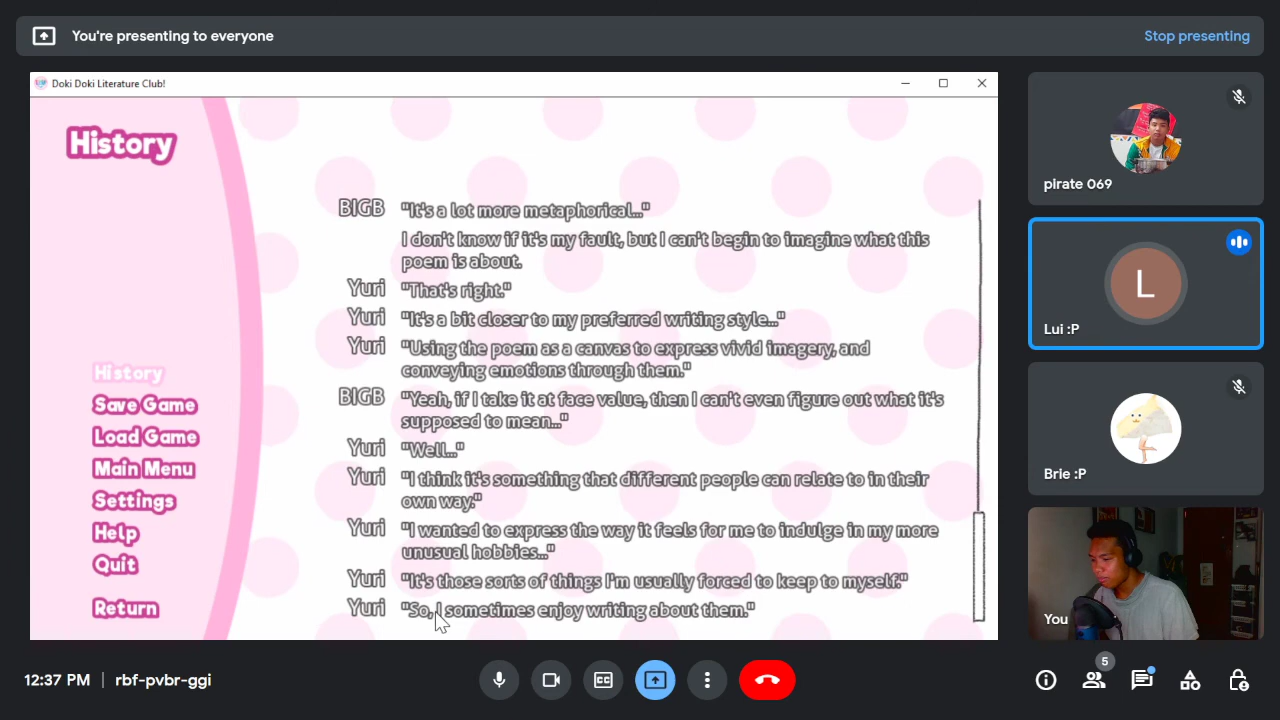 You're presenting to everyone
Stop presenting
Doki Doki Literature Club!
History
BIGB "It's a lot more metaphorical..."
I don't know if it's my fault, but I can't begin to imagine what this
poem is about.
Yuri "That's right."
Yuri "It's a bit closer to my preferred writing style..."
Yuri "Using the poem as a canvas to express vivid imagery, and
conveying emotions through them."
BIGB "Yeah, if I take it at face value, then I can't even figure out what it's
supposed to mean..."
Yuri "Well..."
Yuri "I think it's something that different people can relate to in their
own way."
Yuri "I wanted to express the way it feels for me to indulge in my more
unusual hobbies..."
Yuri "It's those sorts of things I'm usually forced to keep to myself."
Yuri "So, I sometimes enjoy writing about them."
History
Save Game
Load Game
Main Menu
Settings
Help
Quit
Return
pirate 069
L
Lui :P
Brie :P
You
12:37 PM | rbf-pvbr-ggi
CC
5